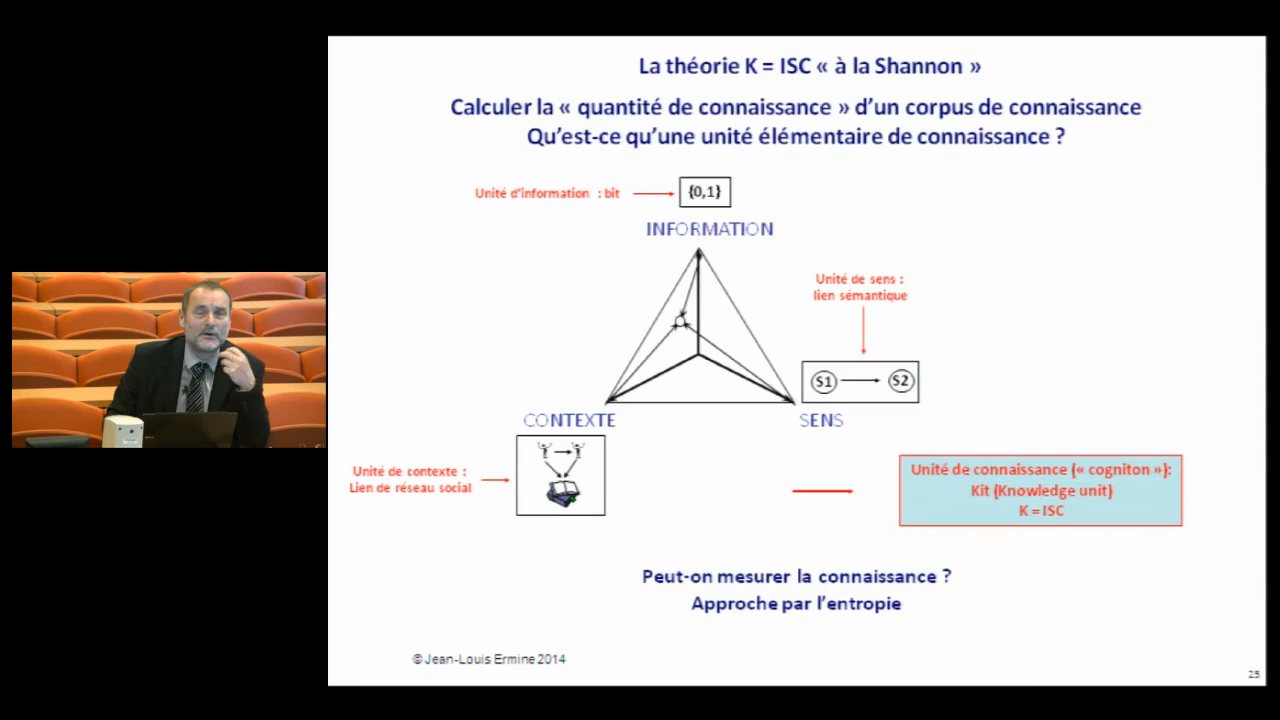 La théorie K = ISC « à la Shannon »
Calculer la « quantité de connaissance » d'un corpus de connaissance
Qu'est-ce qu'une unité élémentaire de connaissance ?
Unité d'information : bit
{0,1}
INFORMATION
Unité de sens :
lien sémantique
S1
S2
CONTEXTE
SENS
Unité de contexte :
Lien de réseau social
Unité de connaissance (« cogniton »):
Kit (Knowledge unit)
K = ISC
Peut-on mesurer la connaissance ?
Approche par l'entropie
© Jean-Louis Ermine 2014
25